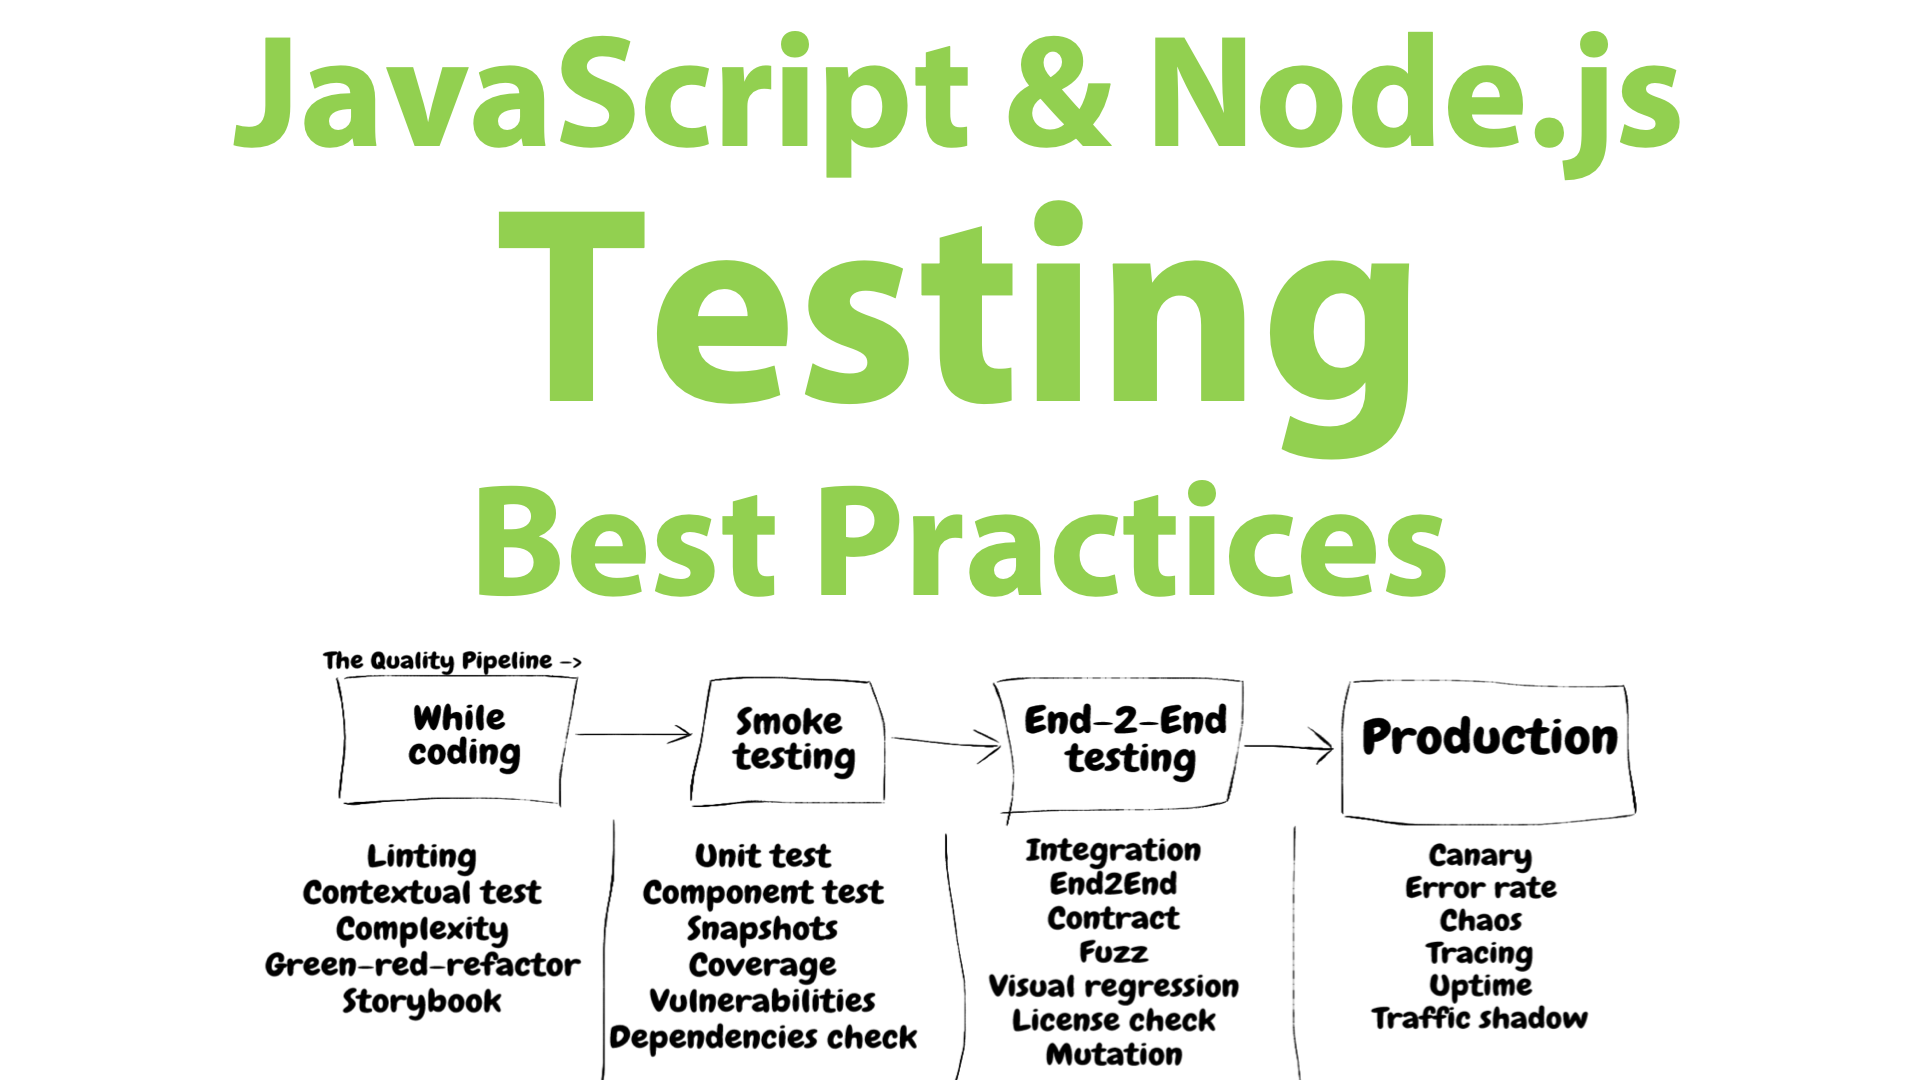 JavaScript & Node.js
Testing
Best Practices
The Quality Pipeline ->
While
coding
Smoke
testing
End-2-End
testing
Production
Linting
Contextual test
Complexity
Green-red-refactor
Storybook
Unit test
Component test
Snapshots
Coverage
Vulnerabilities
Dependencies check
Integration
End2End
Contract
Fuzz
Visual regression
License check
Mutation
Canary
Error rate
Chaos
Tracing
Uptime
Traffic shadow